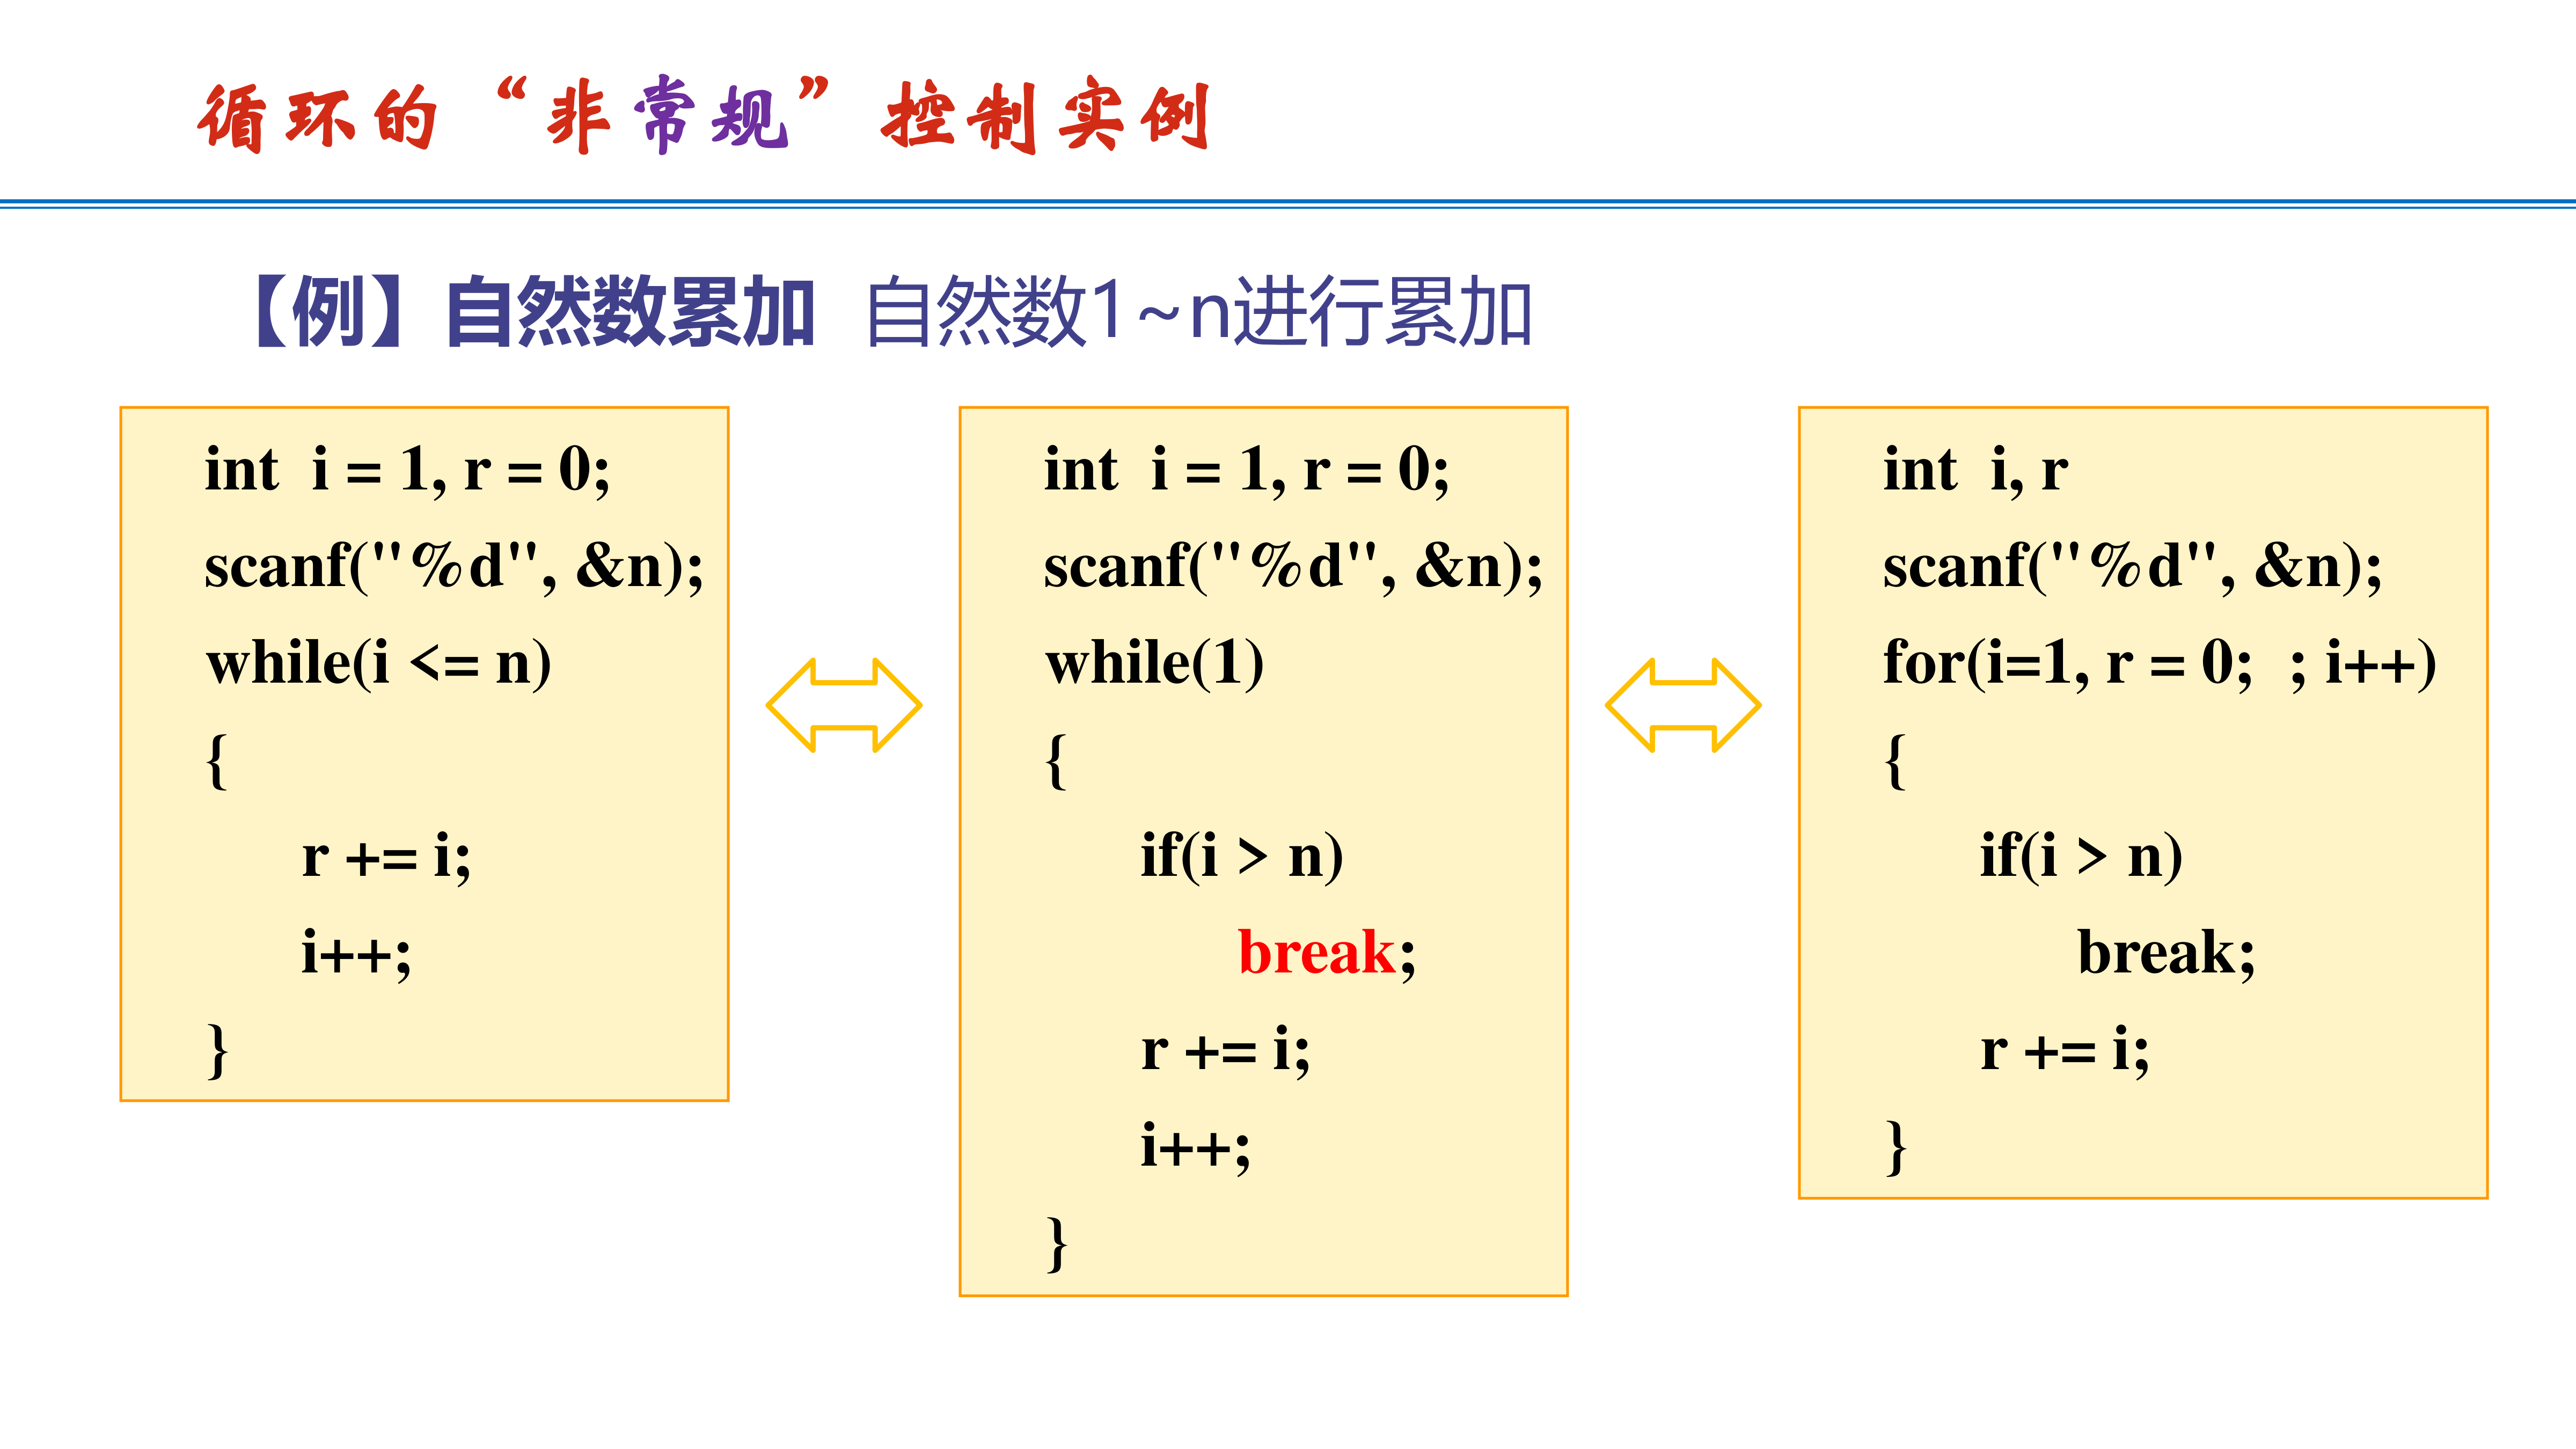 循环的“非常规”控制实例
【例】自然数累加 自然数1~n进行累加
int i = 1, r = 0;
scanf("%d", &n);
while(i <= n)
{
r += i;
i++;
}
int i = 1, r = 0;
scanf("%d", &n);
while(1)
{
if(i > n)
break;
r += i;
i++;
}
int i, r
scanf("%d", &n);
for(i=1, r = 0; ; i++)
{
if(i > n)
break;
r += i;
}